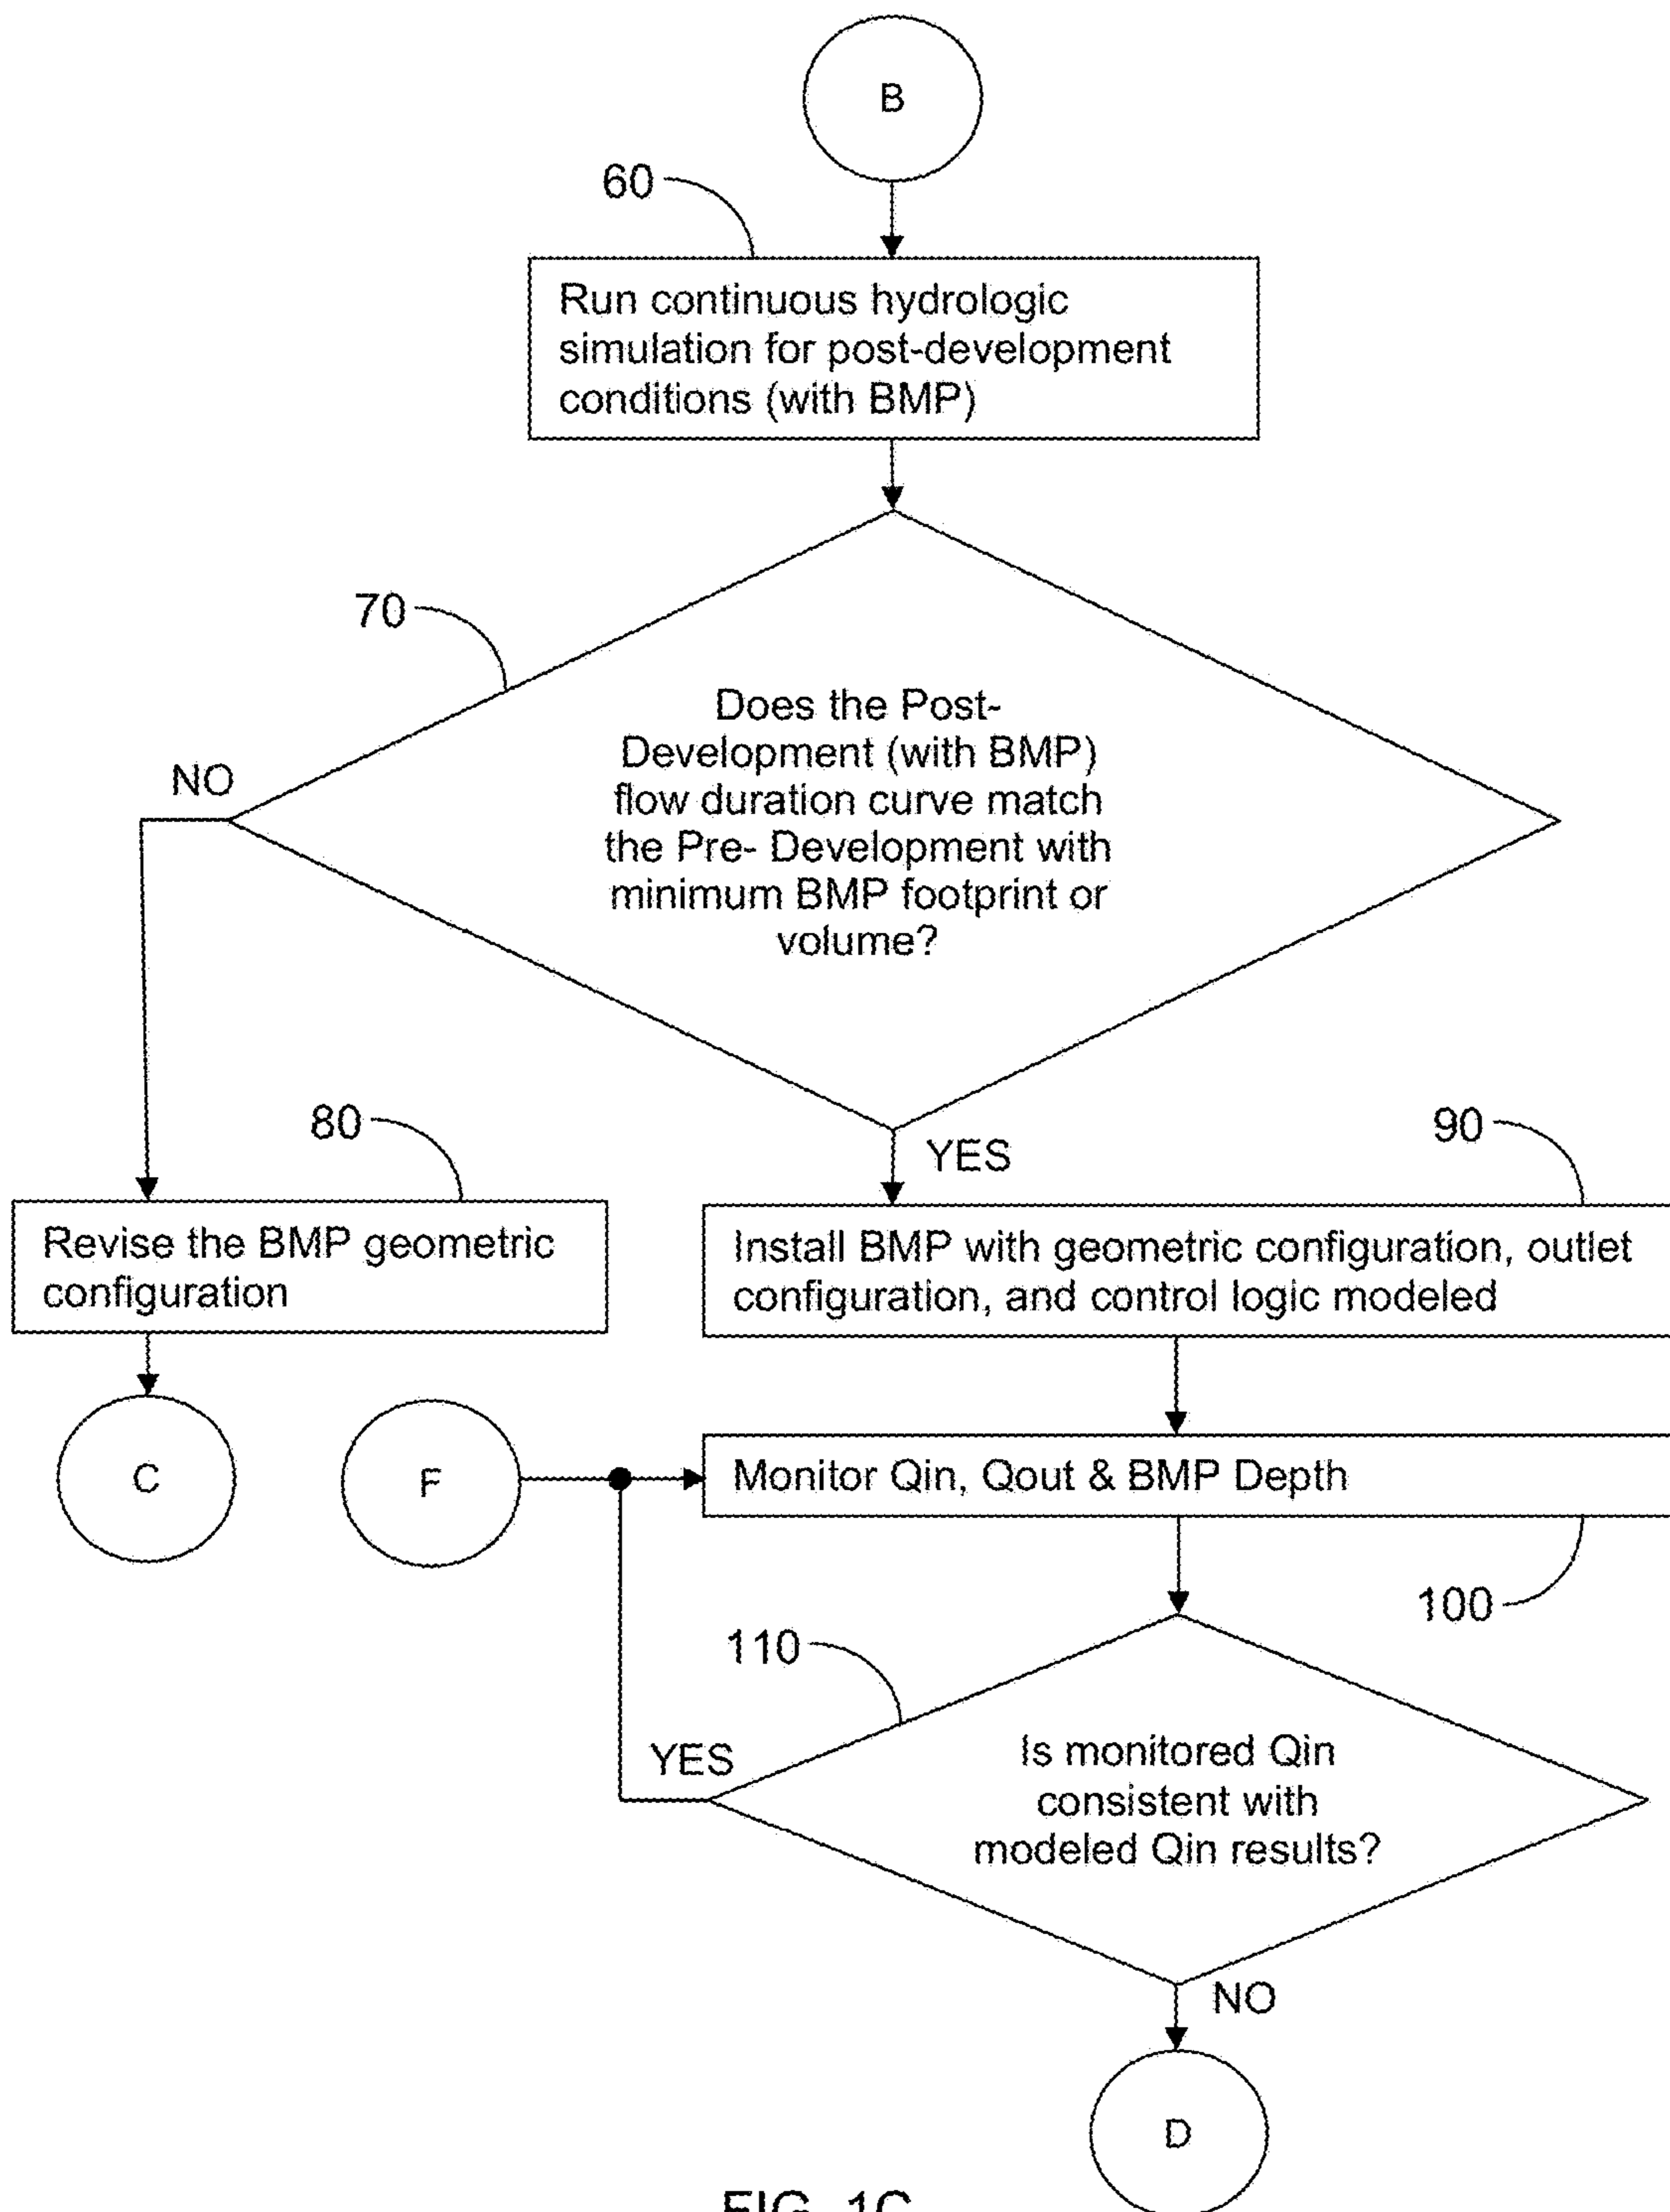 B
60
Run continuous hydrologic
simulation for post-development
conditions (with BMP)
70
Does the Post-
Development (with BMP)
flow duration curve match
the Pre- Development with
minimum BMP footprint or
volume?
NO
YES
80
90
Revise the BMP geometric
configuration
Install BMP with geometric configuration, outlet
configuration, and control logic modeled
C
F
Monitor Qin, Qout & BMP Depth
100
110
YES
Is monitored Qin
consistent with
modeled Qin results?
NO
D
FIG. 1C